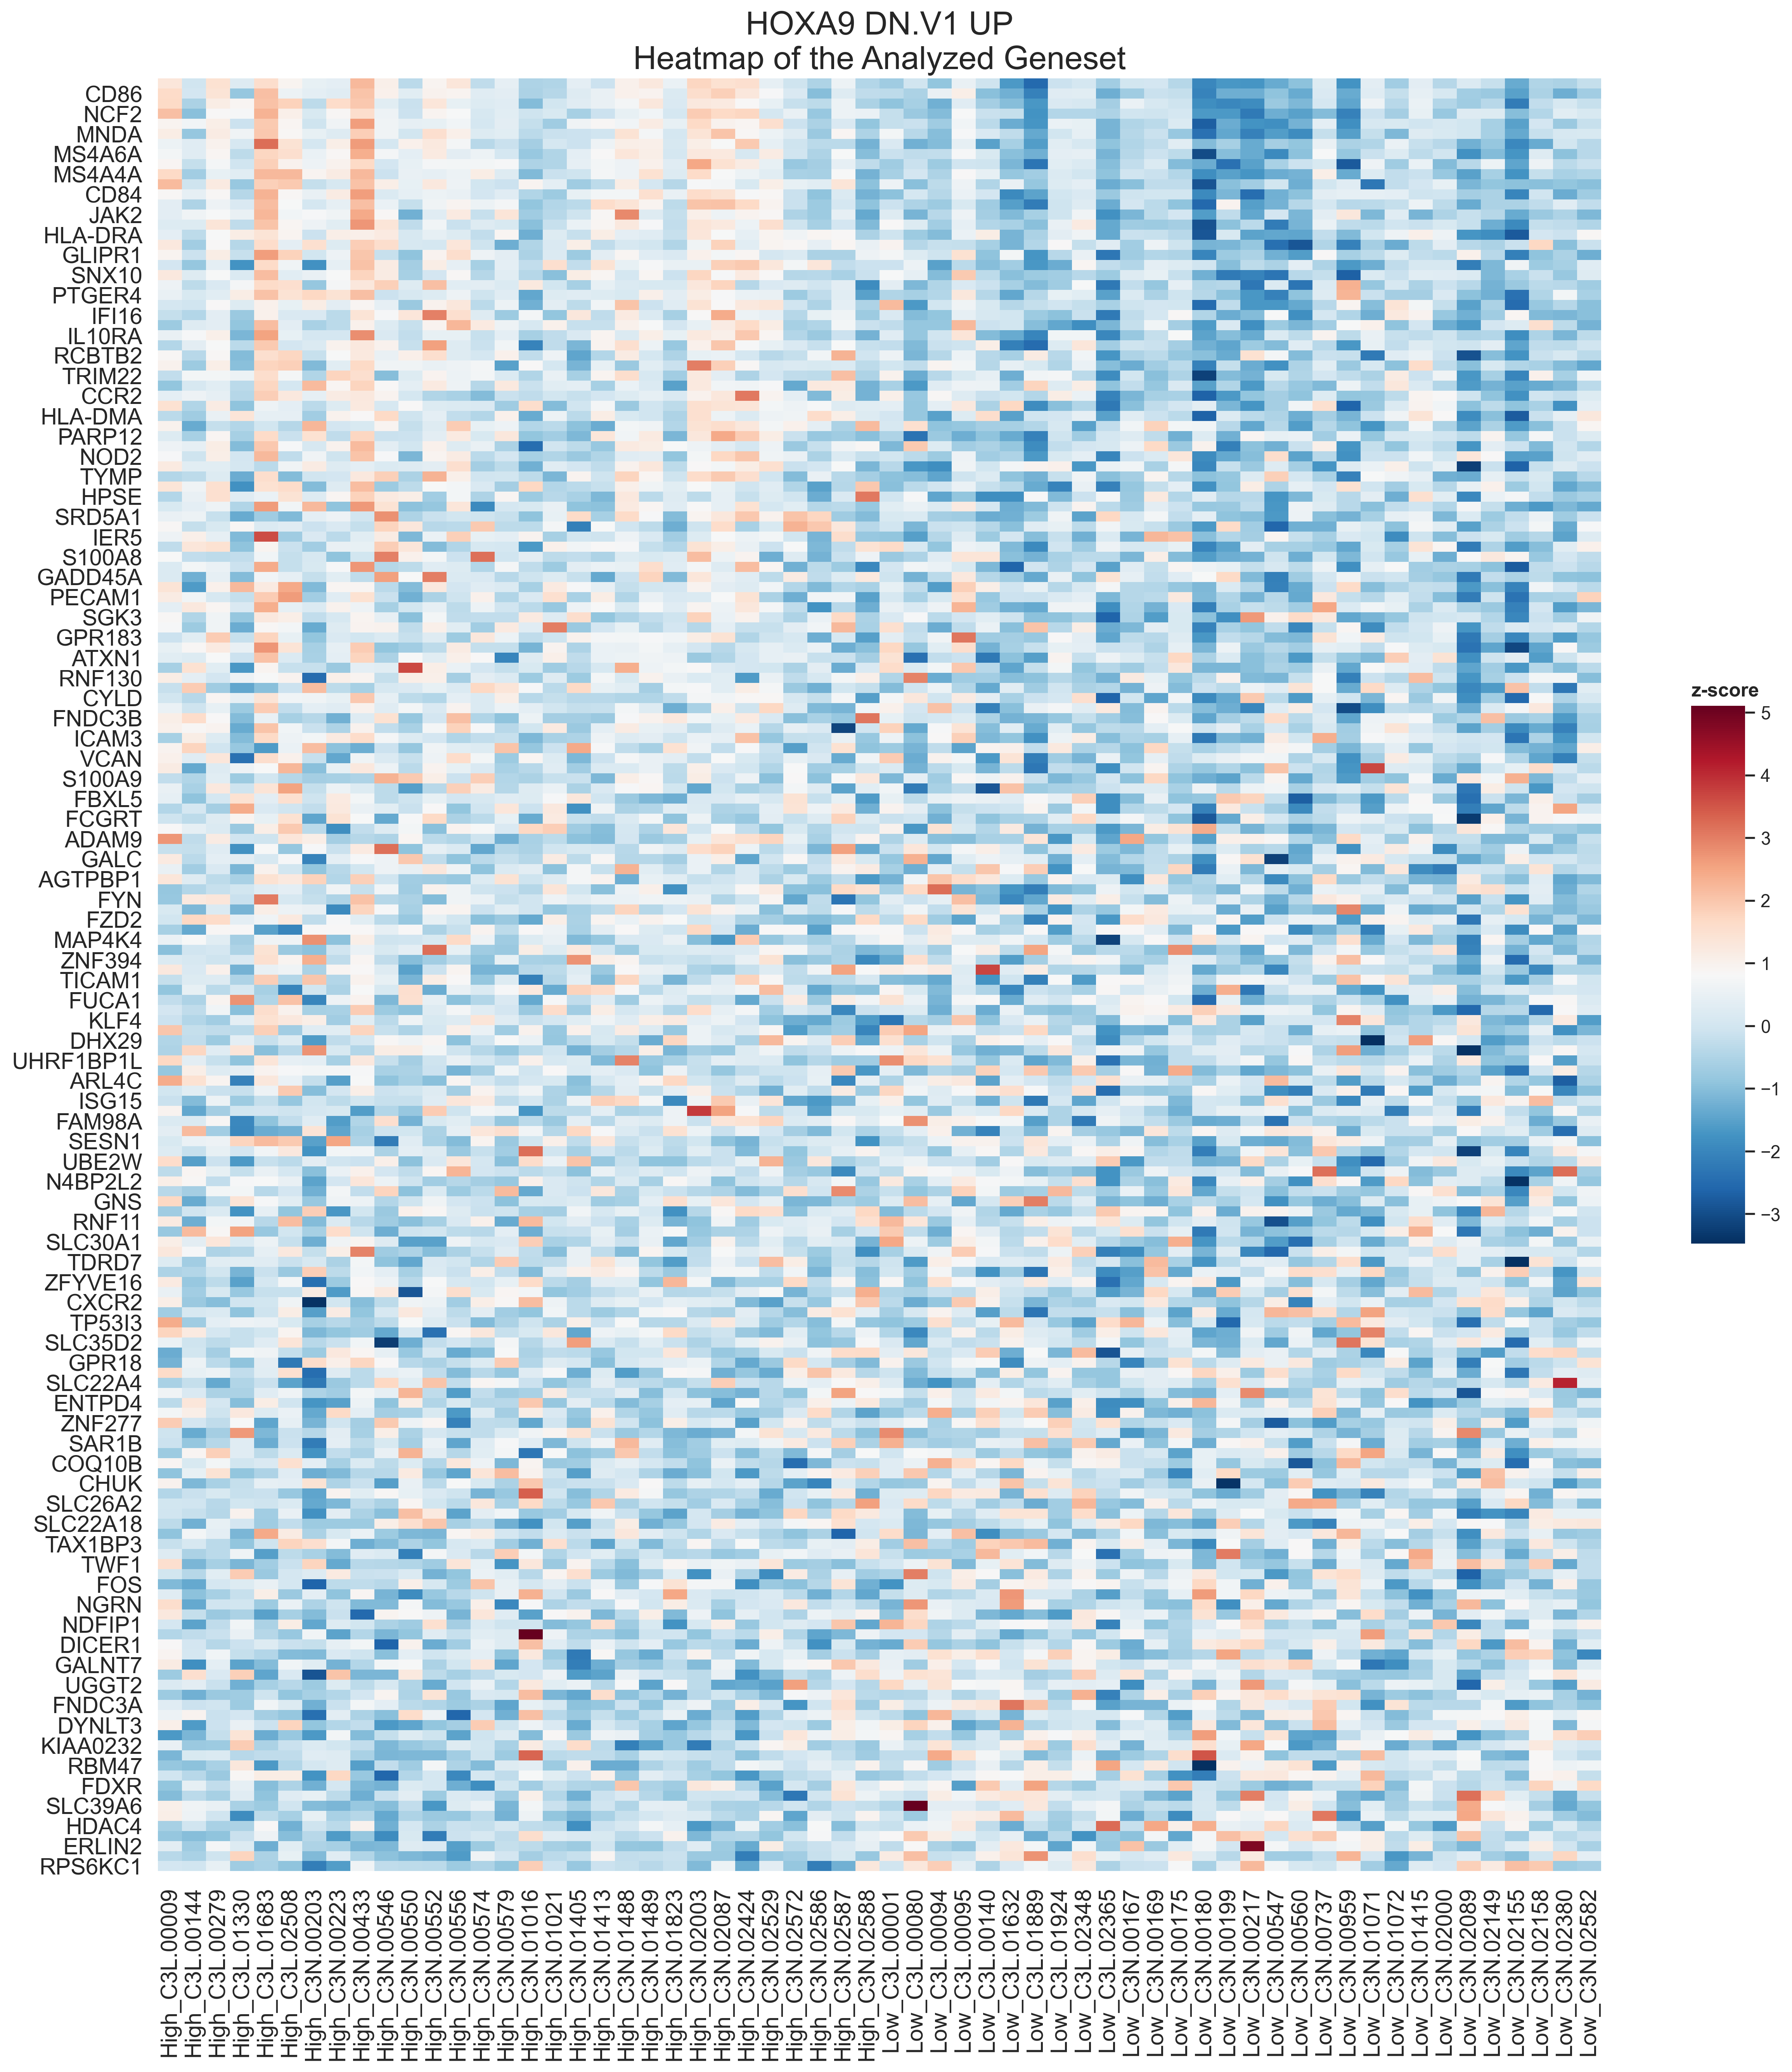 HOXA9 DN.V1 UP
Heatmap of the Analyzed Geneset
CD86
NCF2
MNDA
MS4A6A
MS4A4A
CD84
JAK2
HLA-DRA
GLIPR1
SNX10
PTGER4
IFI16
IL10RA
RCBTB2
TRIM22
CCR2
HLA-DMA
PARP12
NOD2
TYMP
HPSE
SRD5A1
IER5
S100A8
GADD45A
PECAM1
SGK3
GPR183
ATXN1
RNF130
CYLD
FNDC3B
ICAM3
VCAN
S100A9
FBXL5
FCGRT
ADAM9
GALC
AGTPBP1
FYN
FZD2
MAP4K4
ZNF394
TICAM1
FUCA1
KLF4
DHX29
UHRF1BP1L
ARL4C
ISG15
FAM98A
SESN1
UBE2W
N4BP2L2
GNS
RNF11
SLC30A1
TDRD7
ZFYVE16
CXCR2
TP53I3
SLC35D2
GPR18
SLC22A4
ENTPD4
ZNF277
SAR1B
COQ10B
CHUK
SLC26A2
SLC22A18
TAX1BP3
TWF1
FOS
NGRN
NDFIP1
DICER1
GALNT7
UGGT2
FNDC3A
DYNLT3
KIAA0232
RBM47
FDXR
SLC39A6
HDAC4
ERLIN2
RPS6KC1
High_C3L.00009
High_C3L.00144
High_C3L.00279
High_C3L.01330
High_C3L.01683
High_C3L.02508
High_C3N.00203
High_C3N.00223
High_C3N.00433
High_C3N.00546
High_C3N.00550
High_C3N.00552
High_C3N.00556
High_C3N.00574
High_C3N.00579
High_C3N.01016
High_C3N.01021
High_C3N.01405
High_C3N.01413
High_C3N.01488
High_C3N.01489
High_C3N.01823
High_C3N.02003
High_C3N.02087
High_C3N.02424
High_C3N.02529
High_C3N.02572
High_C3N.02586
High_C3N.02587
High_C3N.02588
Low_C3L.00001
Low_C3L.00080
Low_C3L.00094
Low_C3L.00095
Low_C3L.00140
Low_C3L.01632
Low_C3L.01889
Low_C3L.01924
Low_C3L.02348
Low_C3L.02365
Low_C3N.00167
Low_C3N.00169
Low_C3N.00175
Low_C3N.00180
Low_C3N.00199
Low_C3N.00217
Low_C3N.00547
Low_C3N.00560
Low_C3N.00737
Low_C3N.00959
Low_C3N.01071
Low_C3N.01072
Low_C3N.01415
Low_C3N.02000
Low_C3N.02089
Low_C3N.02149
Low_C3N.02155
Low_C3N.02158
Low_C3N.02380
Low_C3N.02582
z-score
5
4
3
2
1
0
−1
−2
−3